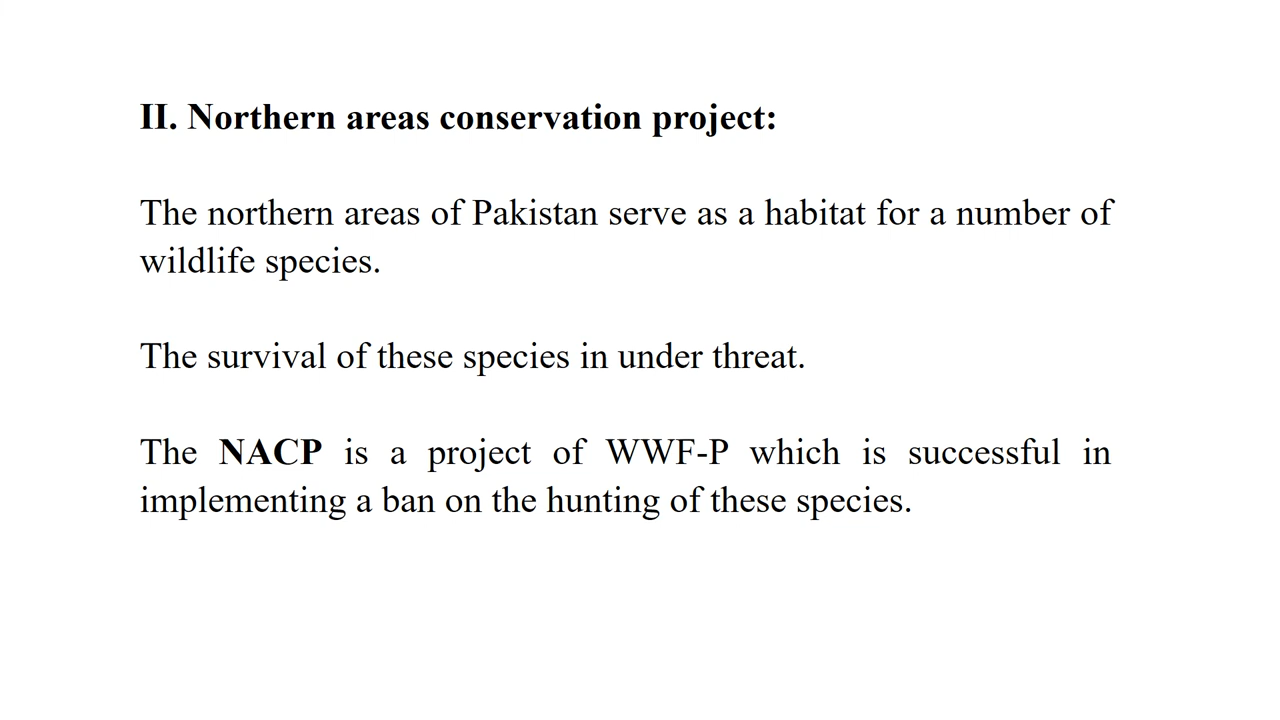 II. Northern areas conservation project:
The northern areas of Pakistan serve as a habitat for a number of
wildlife species.
The survival of these species in under threat.
The NACP is a project of WWF-P which is successful in
implementing a ban on the hunting of these species.